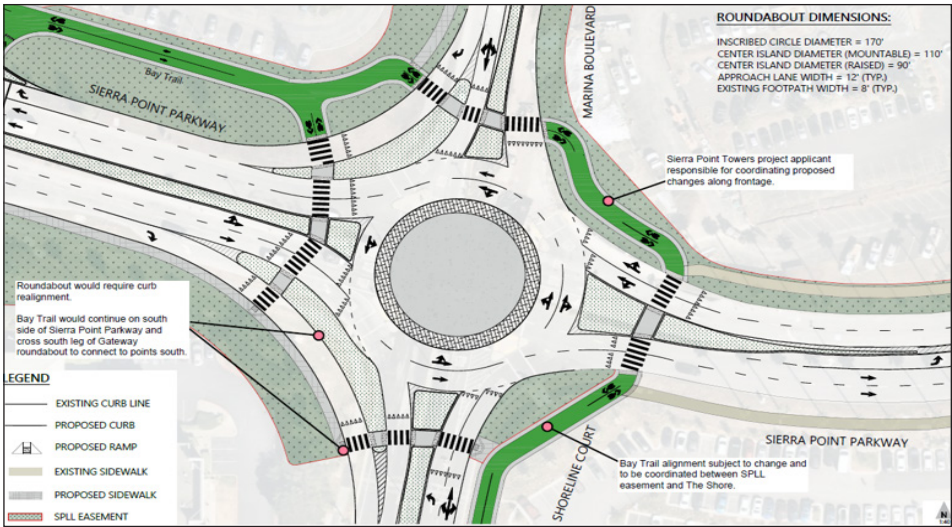 ROUNDABOUT DIMENSIONS:
INSCRIBED CIRCLE DIAMETER = 170'
CENTER ISLAND DIAMETER (MOUNTABLE) = 110'
CENTER ISLAND DIAMETER (RAISED) = 90'
APPROACH LANE WIDTH = 12' (TYP.)
EXISTING FOOTPATH WIDTH = 8' (TYP.)
MARINA BOULEVARD
Bay Trail
SIERRA POINT PARKWAY
Sierra Point Towers project applicant
responsible for coordinating proposed
changes along frontage.
Roundabout would require curb
realignment.
Bay Trail would continue on south
side of Sierra Point Parkway and
cross south leg of Gateway
roundabout to connect to points south.
LEGEND
EXISTING CURB LINE
PROPOSED CURB
PROPOSED RAMP
EXISTING SIDEWALK
PROPOSED SIDEWALK
SPLL EASEMENT
SHORELINE COURT
SIERRA POINT PARKWAY
Bay Trail alignment subject to change and
to be coordinated between SPLL
easement and The Shore.
N